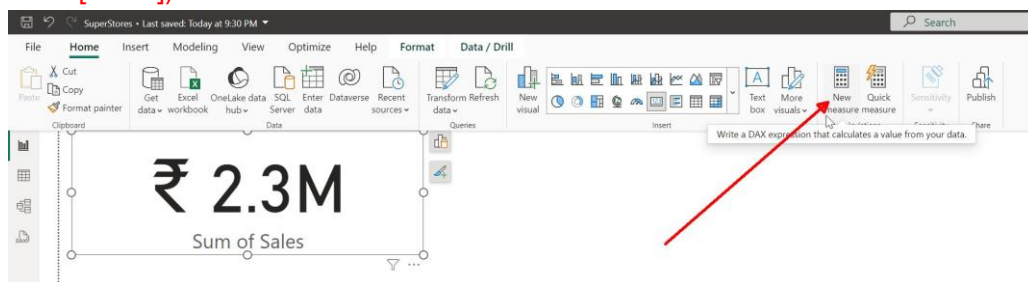 SuperStores • Last saved: Today at 9:30 PM
Search
File Home Insert Modeling View Optimize Help Format Data / Drill
Paste
Cut
Copy
Format painter
Get data
Excel workbook
OneLake data hub
SQL Server
Enter data
Dataverse
Recent sources
Transform data
Refresh
New visual
Text box
More visuals
New measure
Quick measure
Sensitivity
Publish
Clipboard
Data
Queries
Insert
Share
Write a DAX expression that calculates a value from your data.
₹ 2.3M
Sum of Sales